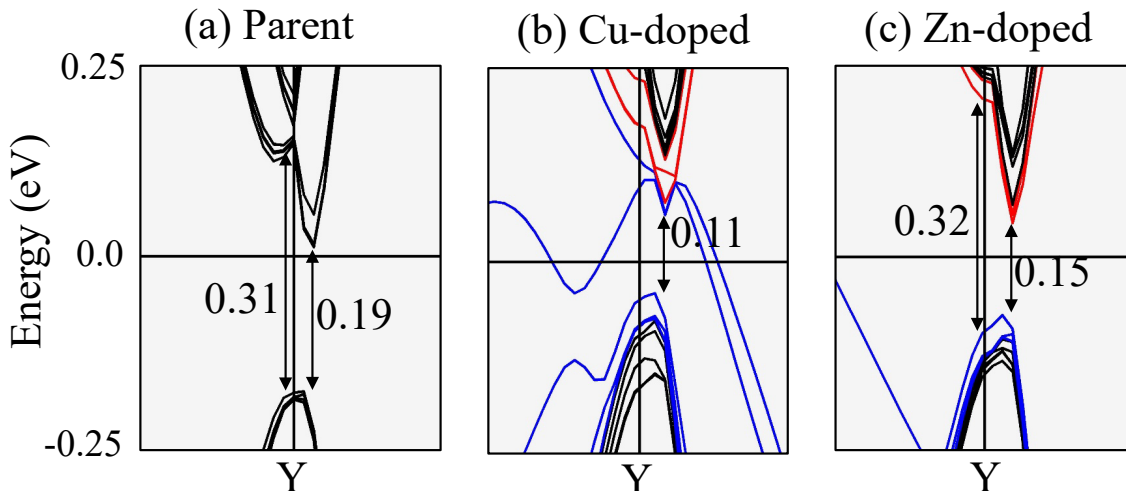 (a) Parent
(b) Cu-doped
(c) Zn-doped
Energy (eV)
0.25
0.0
-0.25
0.31
0.19
0.11
0.32
0.15
Y
Y
Y